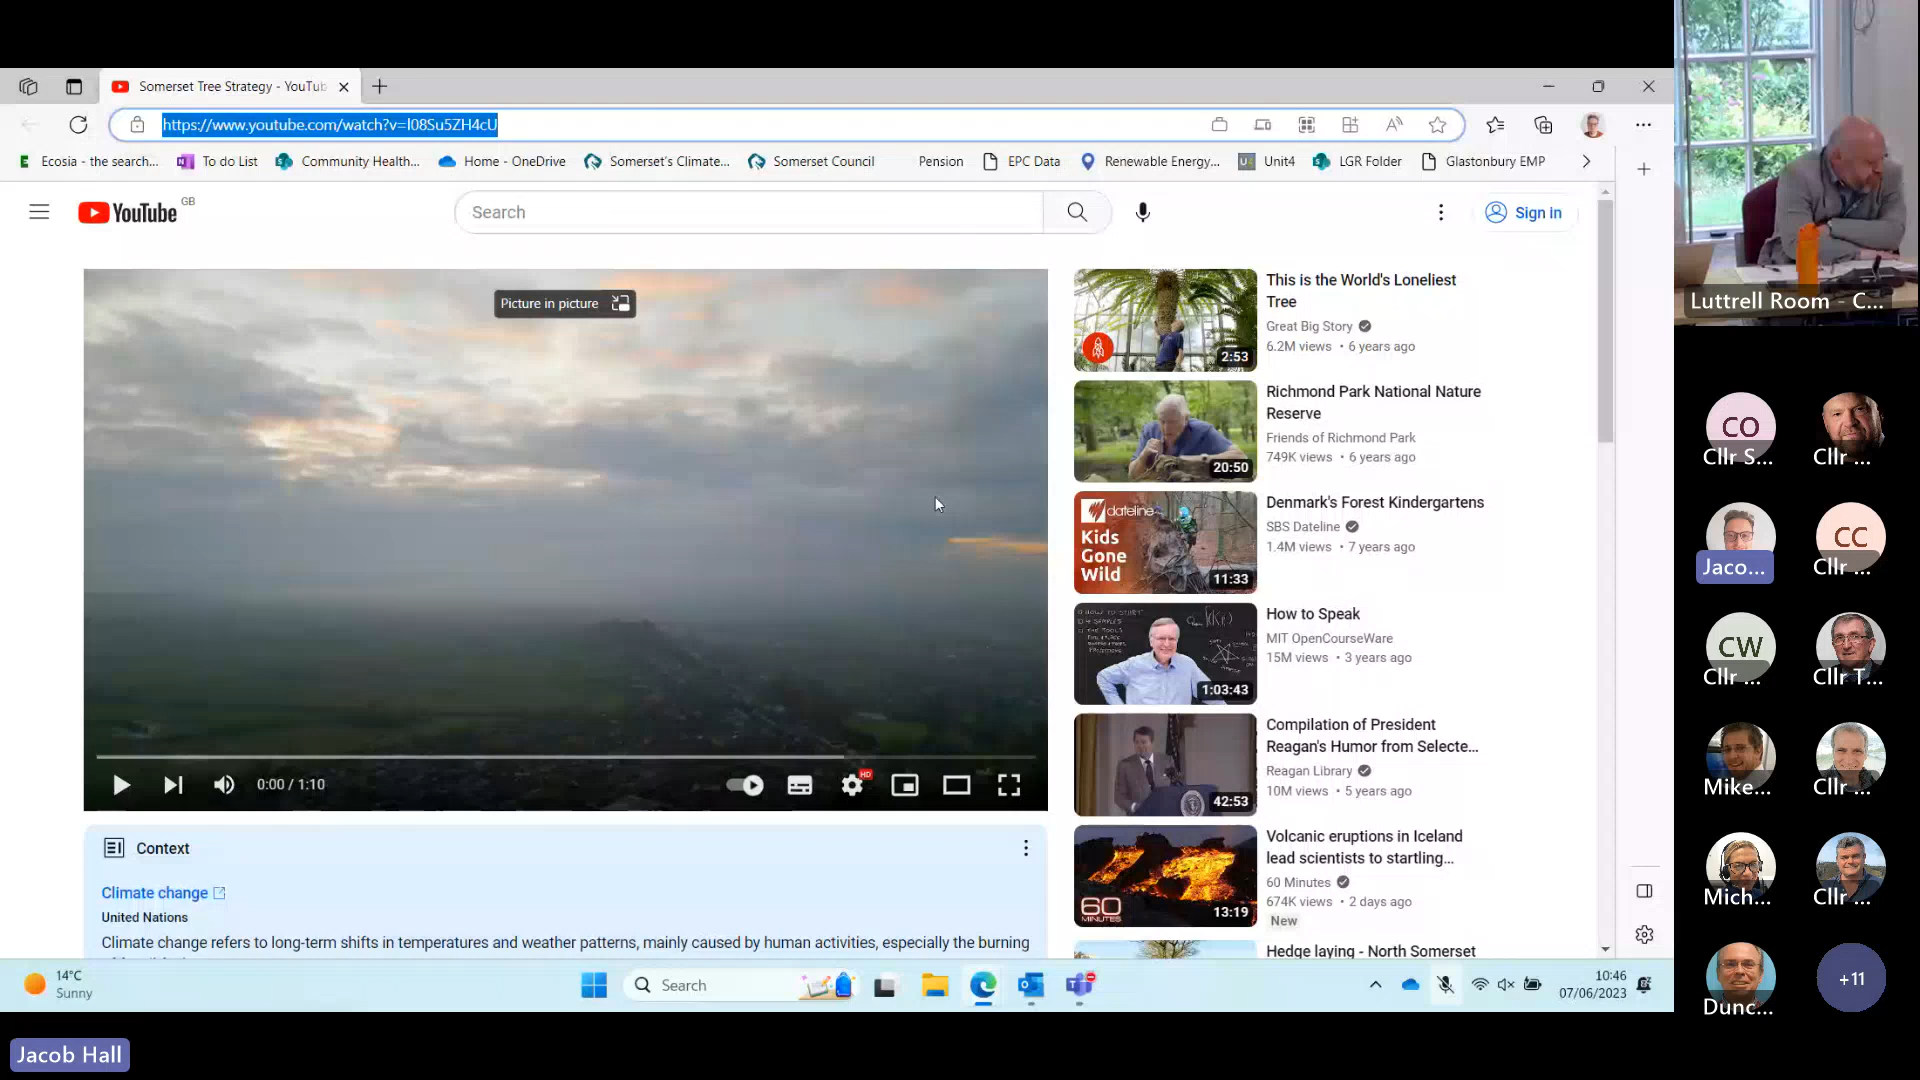 Somerset Tree Strategy - YouTub
https://www.youtube.com/watch?v=l08Su5ZH4cU
Ecosia - the search...
To do List
Community Health...
Home - OneDrive
Somerset's Climate...
Somerset Council
Pension
EPC Data
Renewable Energy...
Unit4
LGR Folder
Glastonbury EMP
YouTube GB
Search
Sign in
Picture in picture
0:00 / 1:10
HD
Context
Climate change
United Nations
Climate change refers to long-term shifts in temperatures and weather patterns, mainly caused by human activities, especially the burning
2:53
This is the World's Loneliest
Tree
Great Big Story
6.2M views • 6 years ago
20:50
Richmond Park National Nature
Reserve
Friends of Richmond Park
749K views • 6 years ago
dateline
Kids
Gone
Wild
11:33
Denmark's Forest Kindergartens
SBS Dateline
1.4M views • 7 years ago
1:03:43
How to Speak
MIT OpenCourseWare
15M views • 3 years ago
42:53
Compilation of President
Reagan's Humor from Selecte...
Reagan Library
10M views • 5 years ago
60
MINUTES
13:19
Volcanic eruptions in Iceland
lead scientists to startling...
60 Minutes
674K views • 2 days ago
New
Hedge laying - North Somerset
14°C
Sunny
Search
10:46
07/06/2023
Luttrell Room - C...
CO
Cllr S...
Cllr ...
Jaco...
CC
Cllr ...
CW
Cllr ...
Cllr T...
Mike...
Cllr ...
Mich...
Cllr ...
Dunc...
+11
Jacob Hall